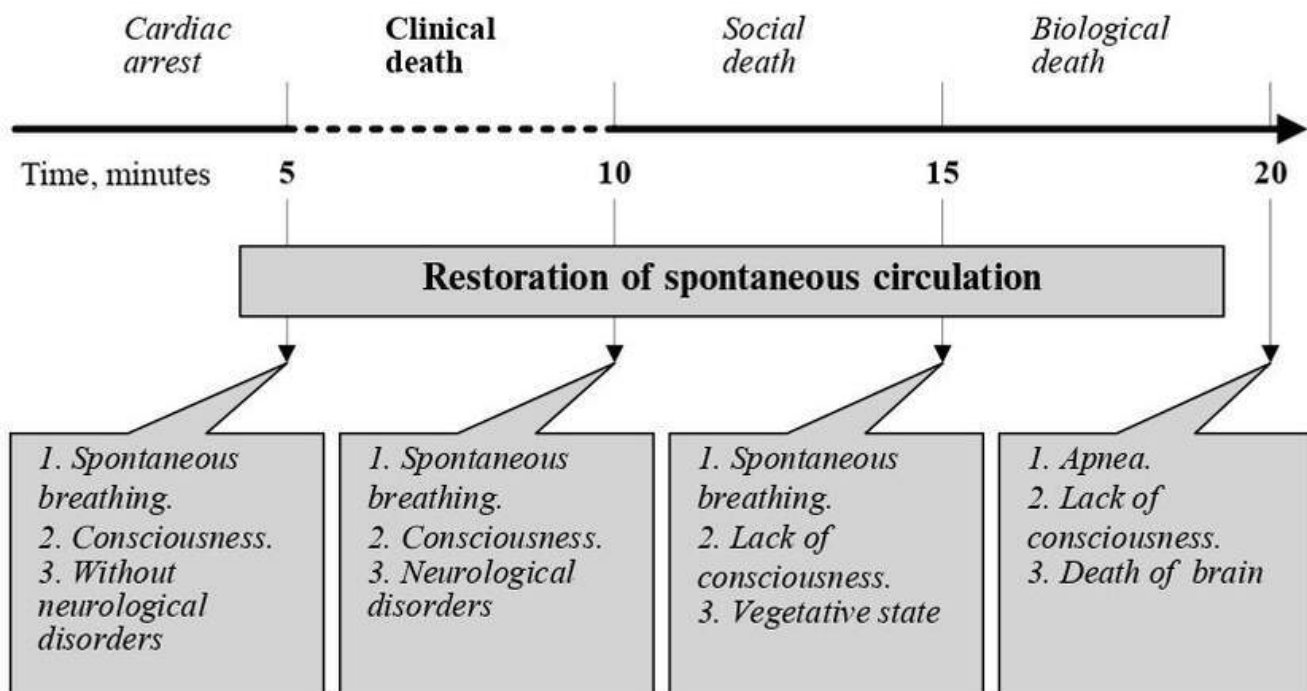 Cardiac
arrest
Clinical
death
Social
death
Biological
death
Time, minutes 5 10 15 20
Restoration of spontaneous circulation
1. Spontaneous
breathing.
2. Consciousness.
3. Without
neurological
disorders
1. Spontaneous
breathing.
2. Consciousness.
3. Neurological
disorders
1. Spontaneous
breathing.
2. Lack of
consciousness.
3. Vegetative state
1. Apnea.
2. Lack of
consciousness.
3. Death of brain